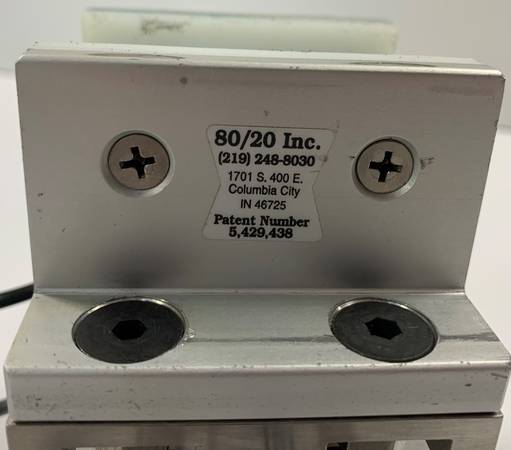 80/20 Inc.
(219) 248-8030
1701 S. 400 E.
Columbia City
IN 46725
Patent Number
5,429,438